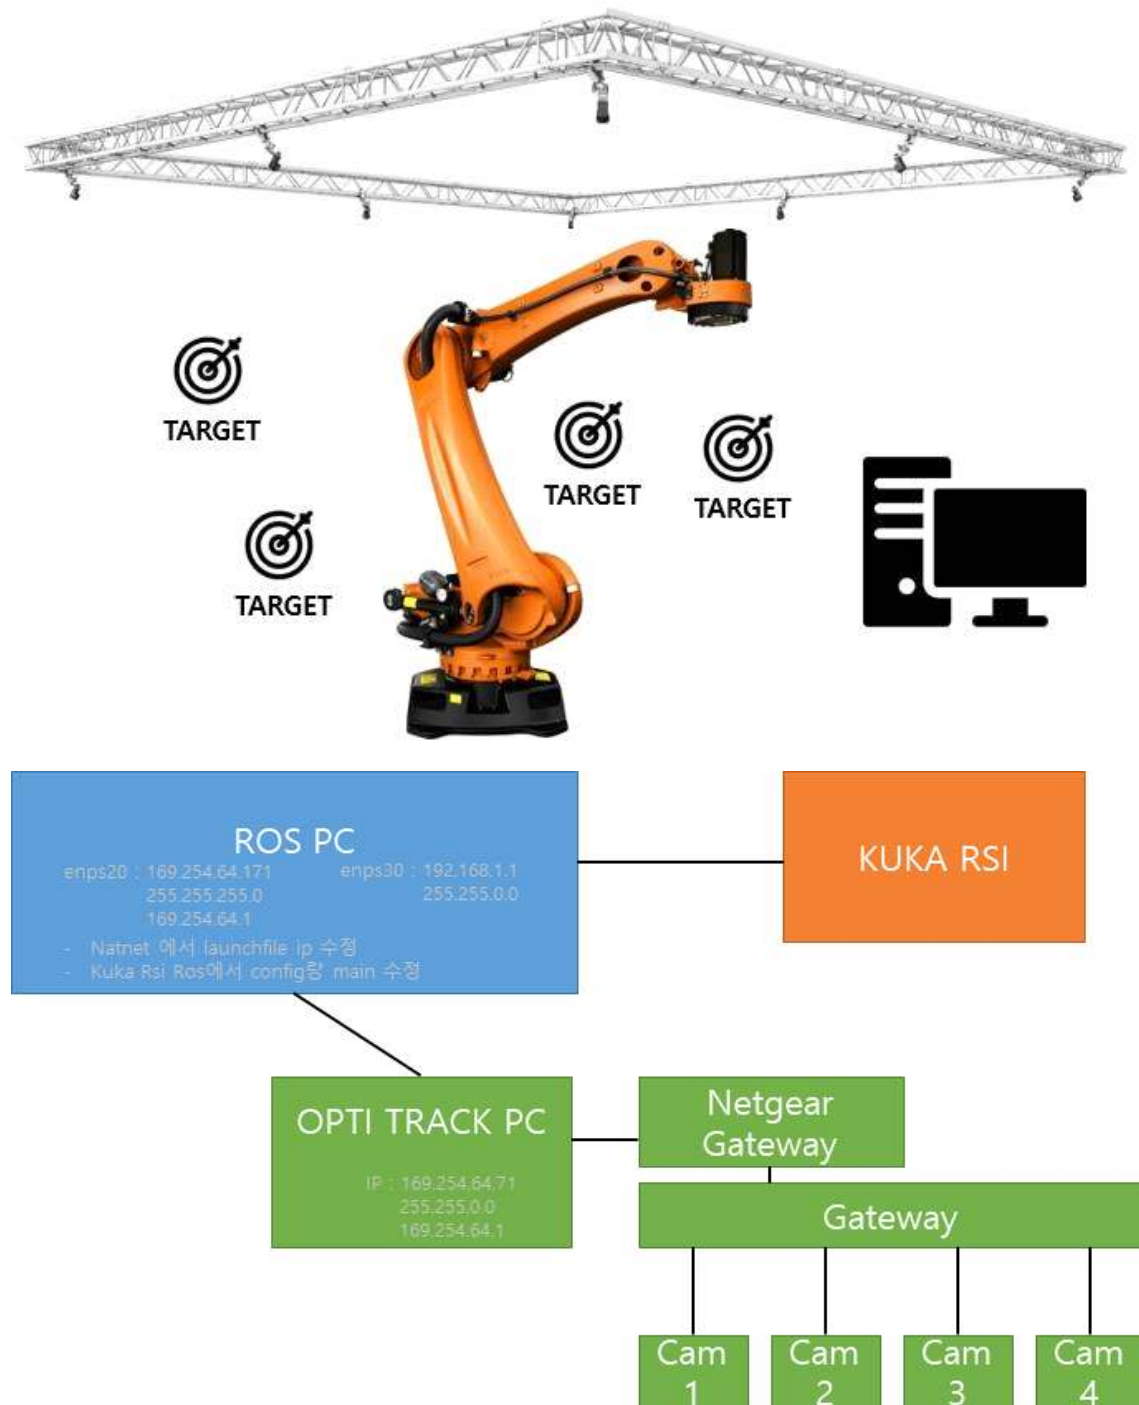 TARGET
TARGET
TARGET
TARGET
ROS PC
enps20 : 169.254.64.171
255.255.255.0
169.254.64.1
enps30 : 192.168.1.1
255.255.0.0
- Natnet 에서 launchfile ip 수정
- Kuka Rsi Ros에서 config랑 main 수정
KUKA RSI
OPTI TRACK PC
IP : 169.254.64.71
255.255.0.0
169.254.64.1
Netgear
Gateway
Gateway
Cam
1
Cam
2
Cam
3
Cam
4